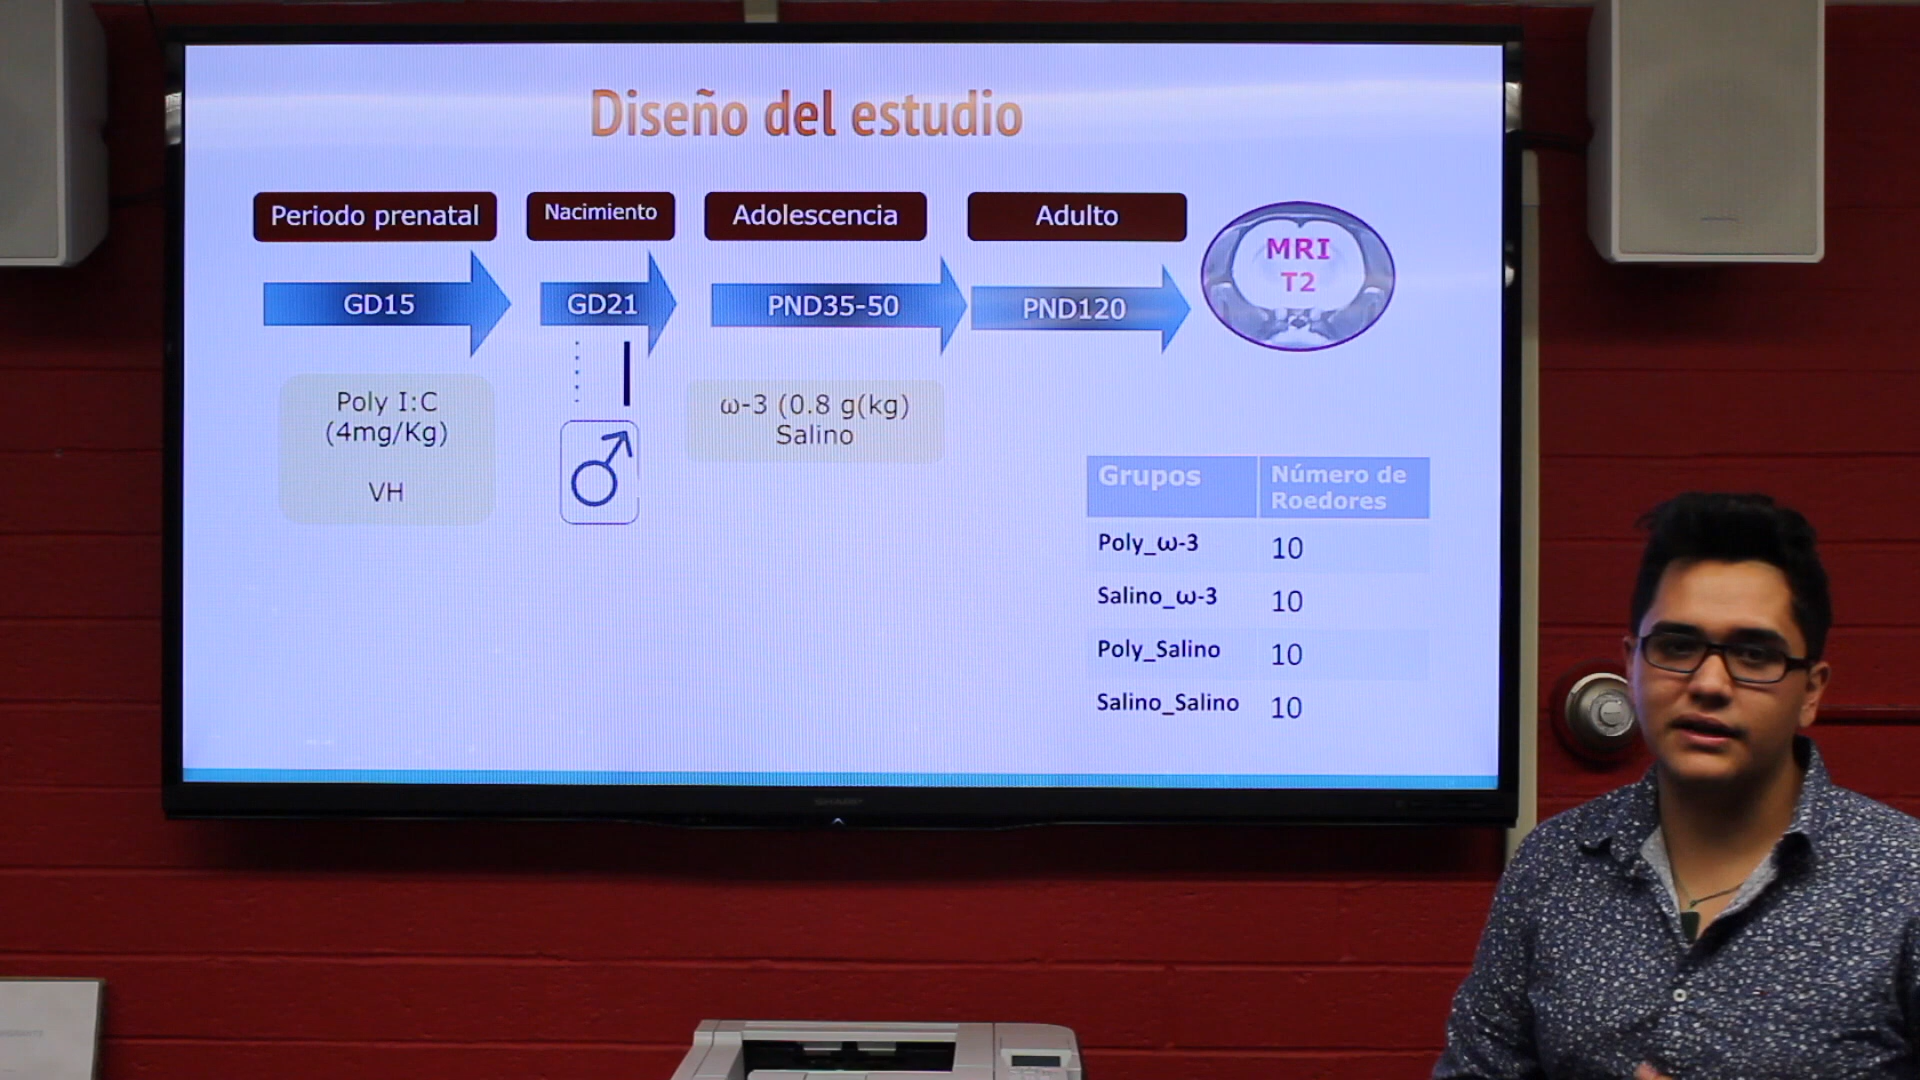 Diseño del estudio
Periodo prenatal
Nacimiento
Adolescencia
Adulto
MRI
T2
GD15
GD21
PND35-50
PND120
Poly I:C
(4mg/Kg)
VH
ω-3 (0.8 g(kg)
Salino
Grupos
Número de
Roedores
Poly_ω-3
10
Salino_ω-3
10
Poly_Salino
10
Salino_Salino
10
SHARP